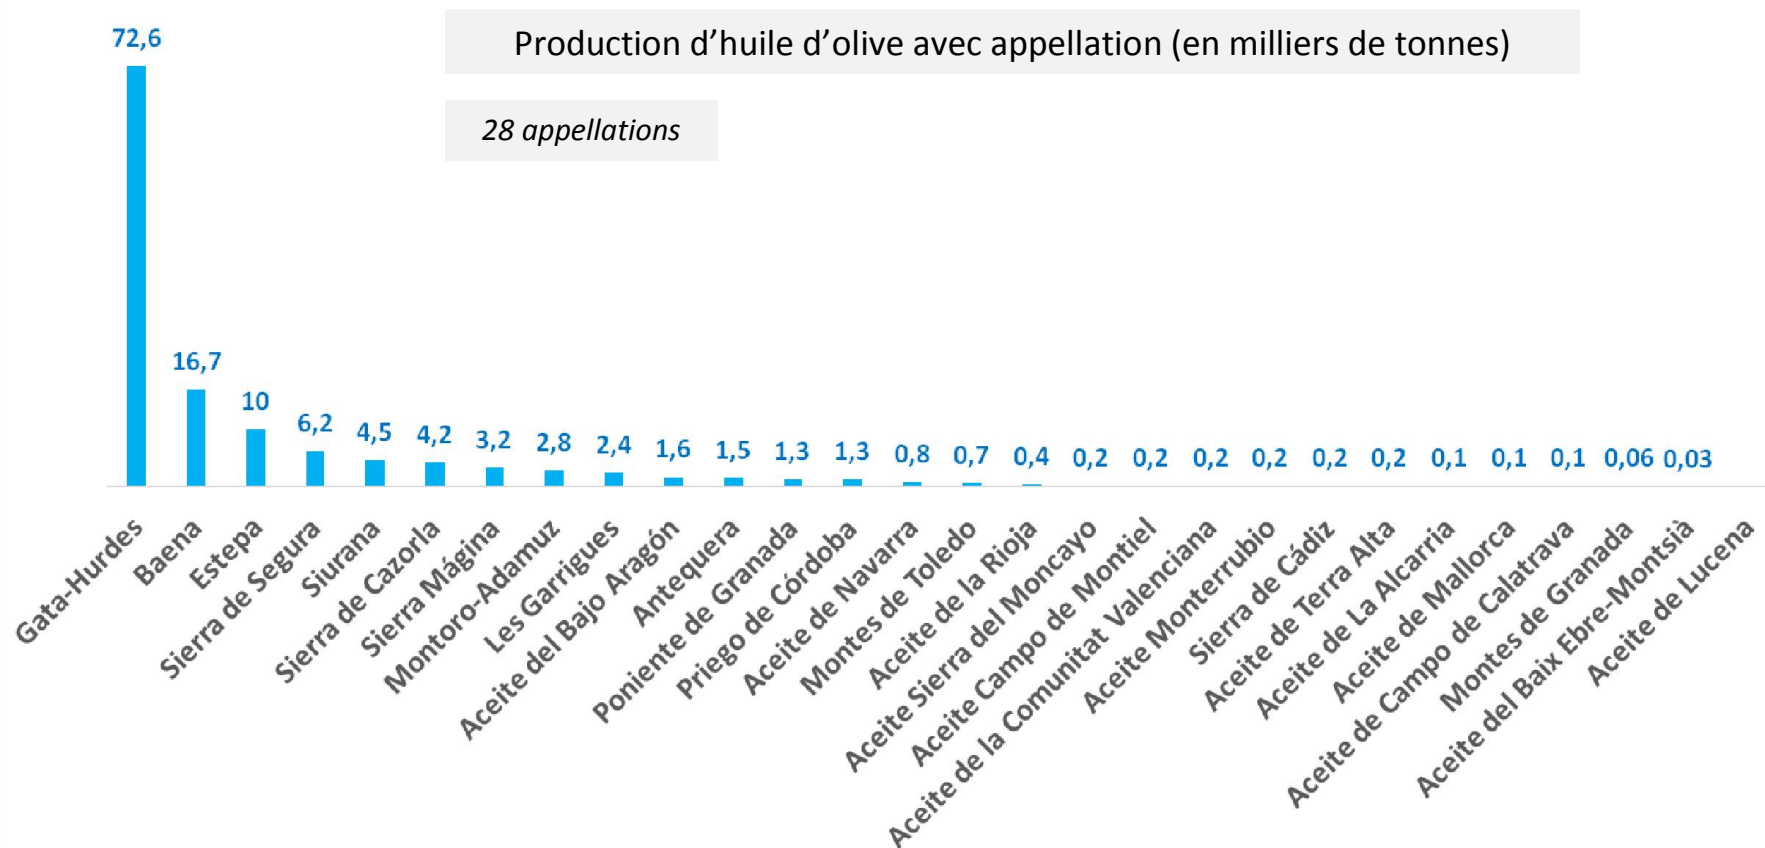 Production d’huile d’olive avec appellation (en milliers de tonnes)
28 appellations
72,6
16,7
10
6,2
4,5
4,2
3,2
2,8
2,4
1,6
1,5
1,3
1,3
0,8
0,7
0,4
0,2
0,2
0,2
0,2
0,2
0,2
0,1
0,1
0,1
0,06
0,03
Gata-Hurdes
Baena
Estepa
Sierra de Segura
Siurana
Sierra de Cazorla
Sierra Mágina
Montoro-Adamuz
Les Garrigues
Aceite del Bajo Aragón
Antequera
Poniente de Granada
Priego de Córdoba
Aceite de Navarra
Montes de Toledo
Aceite de la Rioja
Aceite Sierra del Moncayo
Aceite Campo de Montiel
Aceite de la Comunitat Valenciana
Aceite Monterrubio
Sierra de Cádiz
Aceite de Terra Alta
Aceite de La Alcarria
Aceite de Mallorca
Aceite de Campo de Calatrava
Montes de Granada
Aceite del Baix Ebre-Montsià
Aceite de Lucena